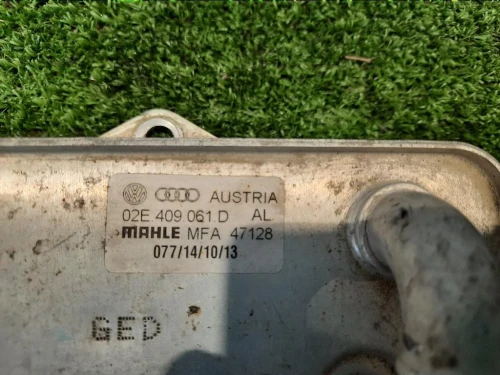 AUSTRIA
02E 409 061 D AL
MAHLE MFA 47128
077/14/10/13
GED